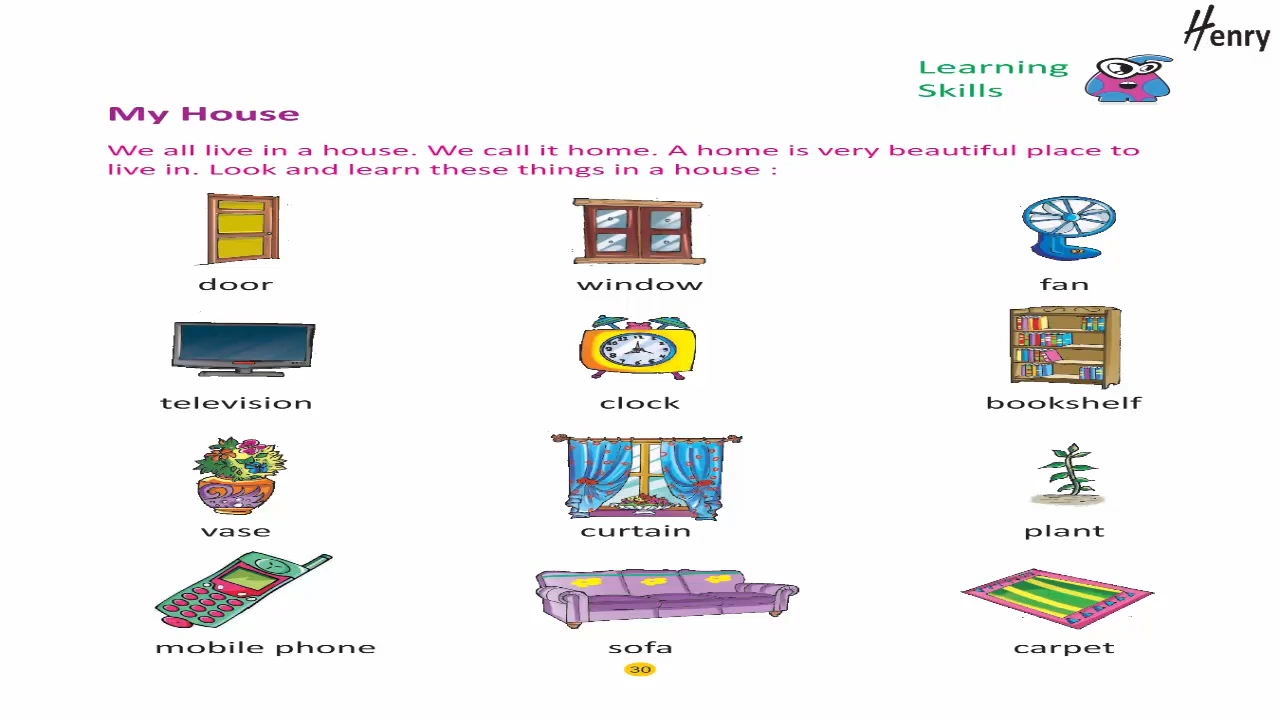 Henry
Learning
Skills
My House
We all live in a house. We call it home. A home is very beautiful place to
live in. Look and learn these things in a house :
door
window
fan
television
clock
bookshelf
vase
curtain
plant
mobile phone
sofa
carpet
30